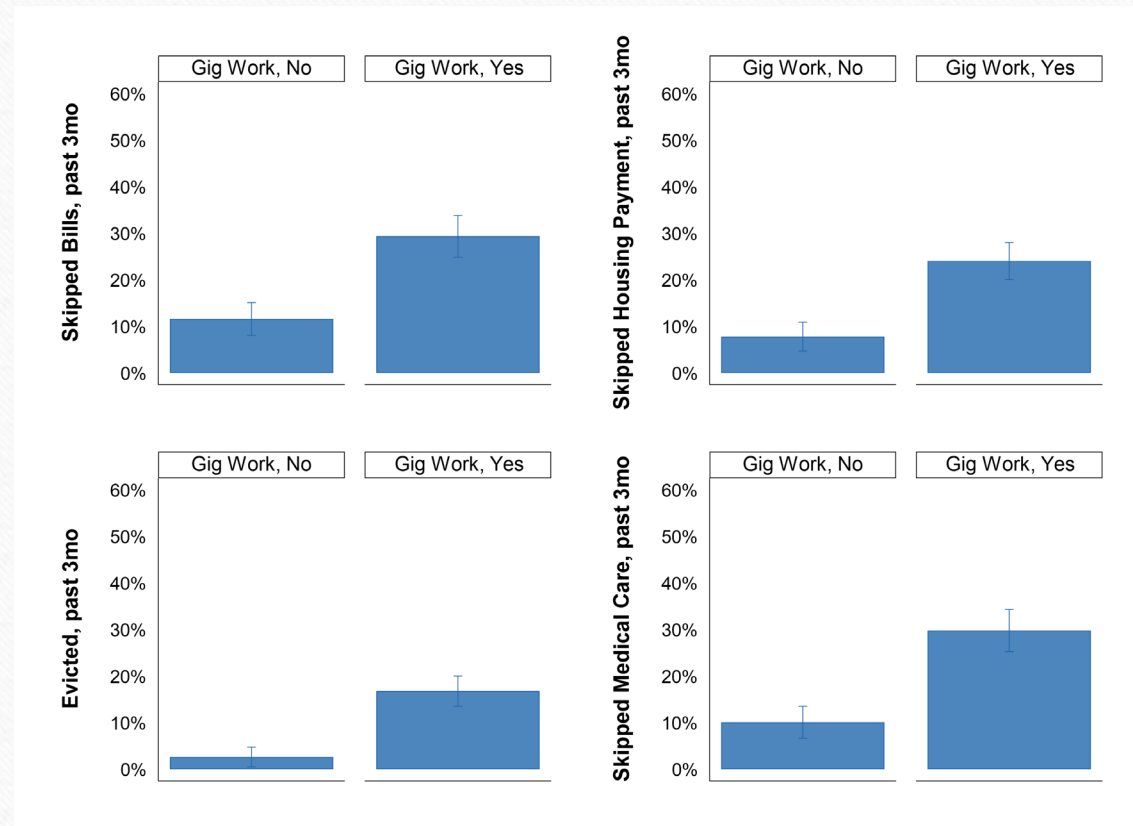 Skipped Bills, past 3mo
Gig Work, No
Gig Work, Yes
60%
50%
40%
30%
20%
10%
0%
Skipped Housing Payment, past 3mo
Gig Work, No
Gig Work, Yes
60%
50%
40%
30%
20%
10%
0%
Evicted, past 3mo
Gig Work, No
Gig Work, Yes
60%
50%
40%
30%
20%
10%
0%
Skipped Medical Care, past 3mo
Gig Work, No
Gig Work, Yes
60%
50%
40%
30%
20%
10%
0%